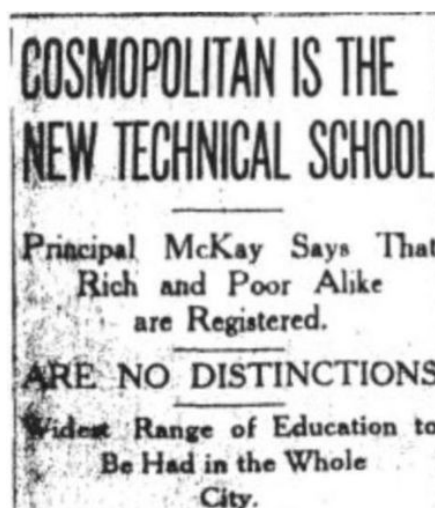 COSMOPOLITAN IS THE
NEW TECHNICAL SCHOOL
Principal McKay Says That
Rich and Poor Alike
are Registered.
ARE NO DISTINCTIONS
Widest Range of Education to
Be Had in the Whole
City.